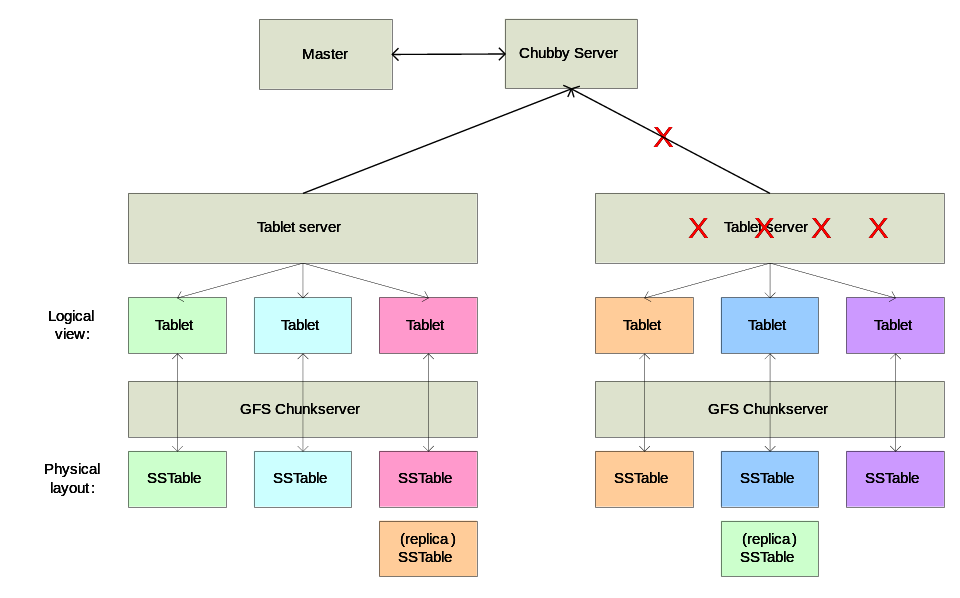 Master
Chubby Server
X
Tablet server
X X Tablet server X X
Logical
view:
Tablet
Tablet
Tablet
Tablet
Tablet
Tablet
GFS Chunkserver
GFS Chunkserver
Physical
layout:
SSTable
SSTable
SSTable
SSTable
SSTable
SSTable
(replica)
SSTable
(replica)
SSTable